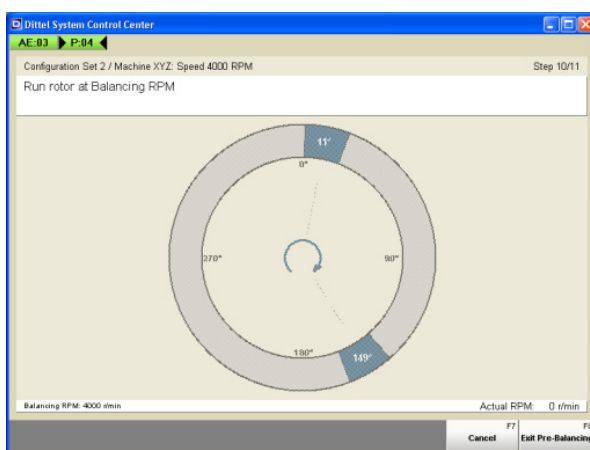 Dittel System Control Center
AE:03 P:04
Configuration Set 2 / Machine XYZ: Speed 4000 RPM Step 10/11
Run rotor at Balancing RPM
11°
0°
270° 90°
180°
149°
Balancing RPM: 4000 r/min Actual RPM: 0 r/min
F7
Cancel Exit Pre-Balancing